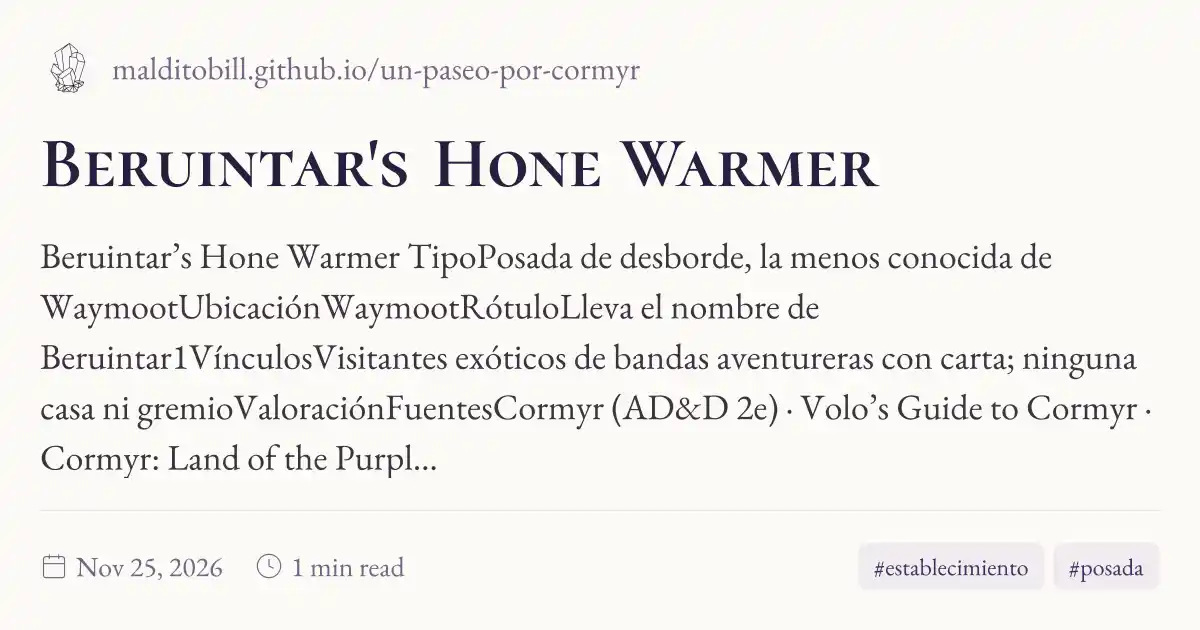 malditobill.github.io/un-paseo-por-cormyr
Beruintar's Hone Warmer
Beruintar’s Hone Warmer TipoPosada de desborde, la menos conocida de
WaymootUbicaciónWaymootRótuloLleva el nombre de
Beruintar1VínculosVisitantes exóticos de bandas aventureras con carta; ninguna
casa ni gremioValoraciónFuentesCormyr (AD&D 2e) · Volo’s Guide to Cormyr ·
Cormyr: Land of the Purpl...
Nov 25, 2026
1 min read
#establecimiento
#posada